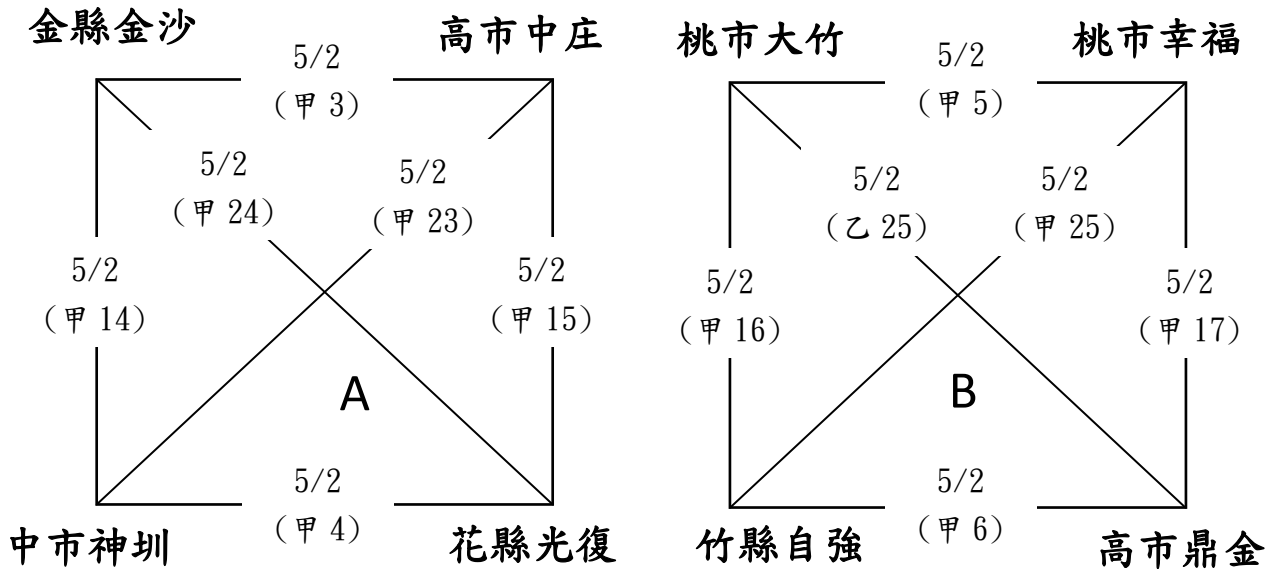 金縣金沙
高市中庄
5/2
(甲 3)
5/2
(甲 24)
5/2
(甲 23)
5/2
(甲 14)
5/2
(甲 15)
A
5/2
(甲 4)
中市神圳
花縣光復
桃市大竹
桃市幸福
5/2
(甲 5)
5/2
(乙 25)
5/2
(甲 25)
5/2
(甲 16)
5/2
(甲 17)
B
5/2
(甲 6)
竹縣自強
高市鼎金